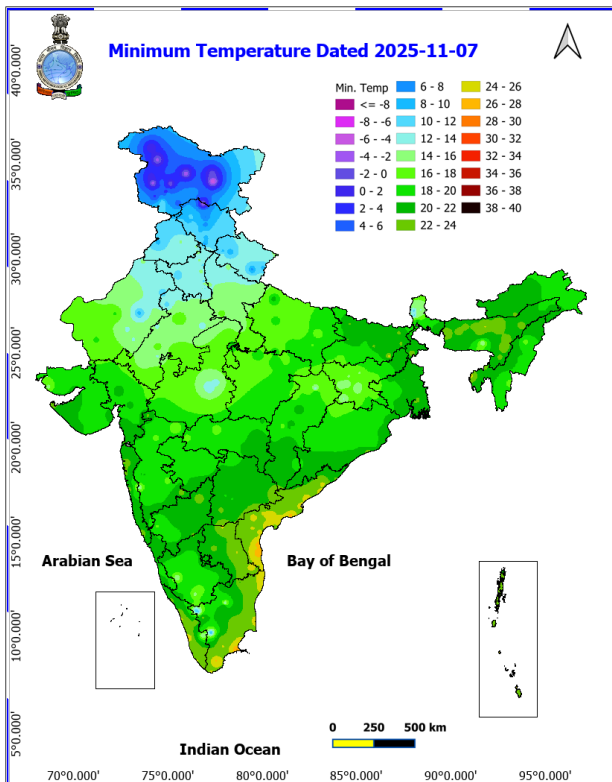 Minimum Temperature Dated 2025-11-07
Min. Temp
<= -8
-8 - -6
-6 - -4
-4 - -2
-2 - 0
0 - 2
2 - 4
4 - 6
6 - 8
8 - 10
10 - 12
12 - 14
14 - 16
16 - 18
18 - 20
20 - 22
22 - 24
24 - 26
26 - 28
28 - 30
30 - 32
32 - 34
34 - 36
36 - 38
38 - 40
40°0.000'
35°0.000'
30°0.000'
25°0.000'
20°0.000'
15°0.000'
10°0.000'
5°0.000'
Arabian Sea
Bay of Bengal
Indian Ocean
0 250 500 km
70°0.000' 75°0.000' 80°0.000' 85°0.000' 90°0.000' 95°0.000'